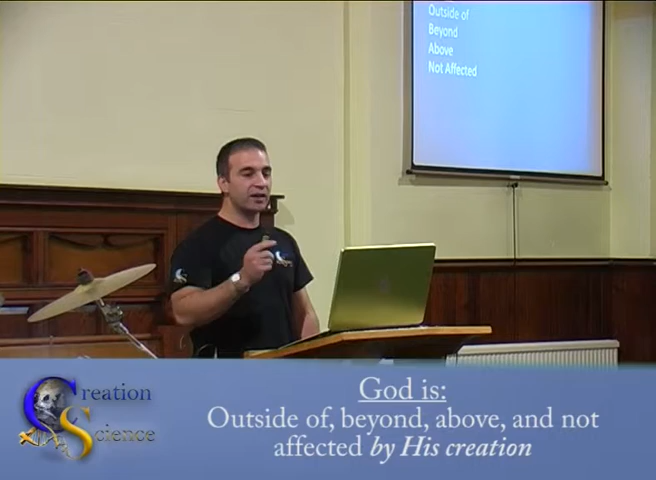 Outside of
Beyond
Above
Not Affected
Creation
Science
God is:
Outside of, beyond, above, and not
affected by His creation